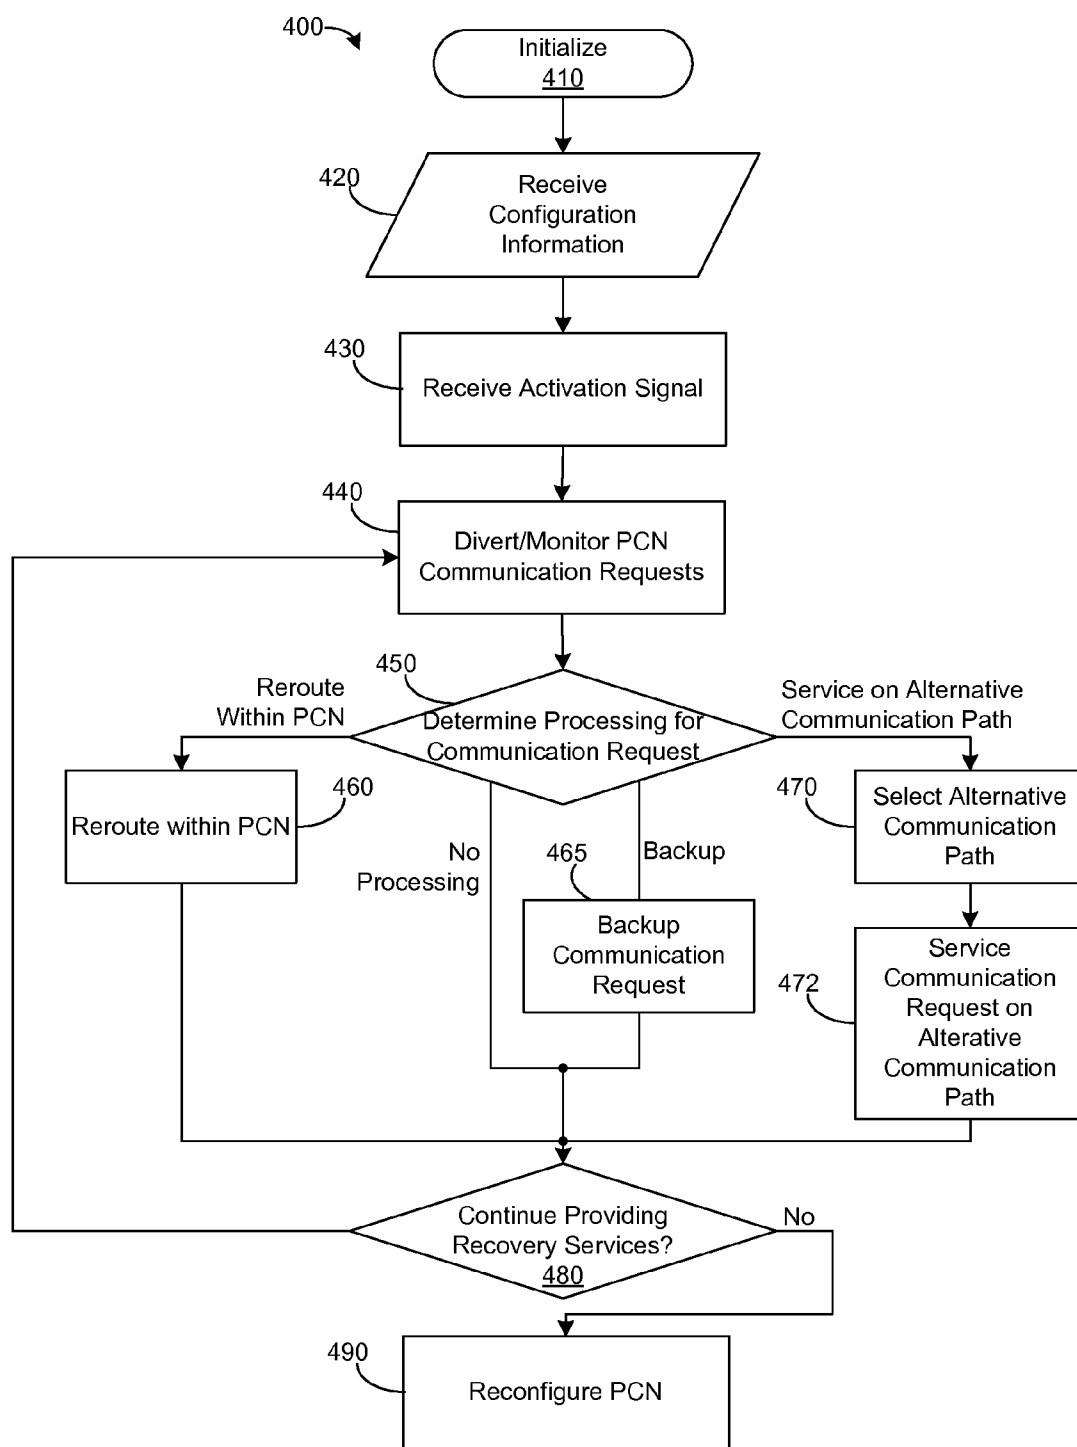 400
Initialize
410
420
Receive
Configuration
Information
430
Receive Activation Signal
440
Divert/Monitor PCN
Communication Requests
450
Reroute
Within PCN
Determine Processing for
Communication Request
Service on Alternative
Communication Path
460
Reroute within PCN
No
Processing
465
Backup
Backup
Communication
Request
470
Select Alternative
Communication
Path
472
Service
Communication
Request on
Alterative
Communication
Path
Continue Providing
Recovery Services?
480
No
490
Reconfigure PCN